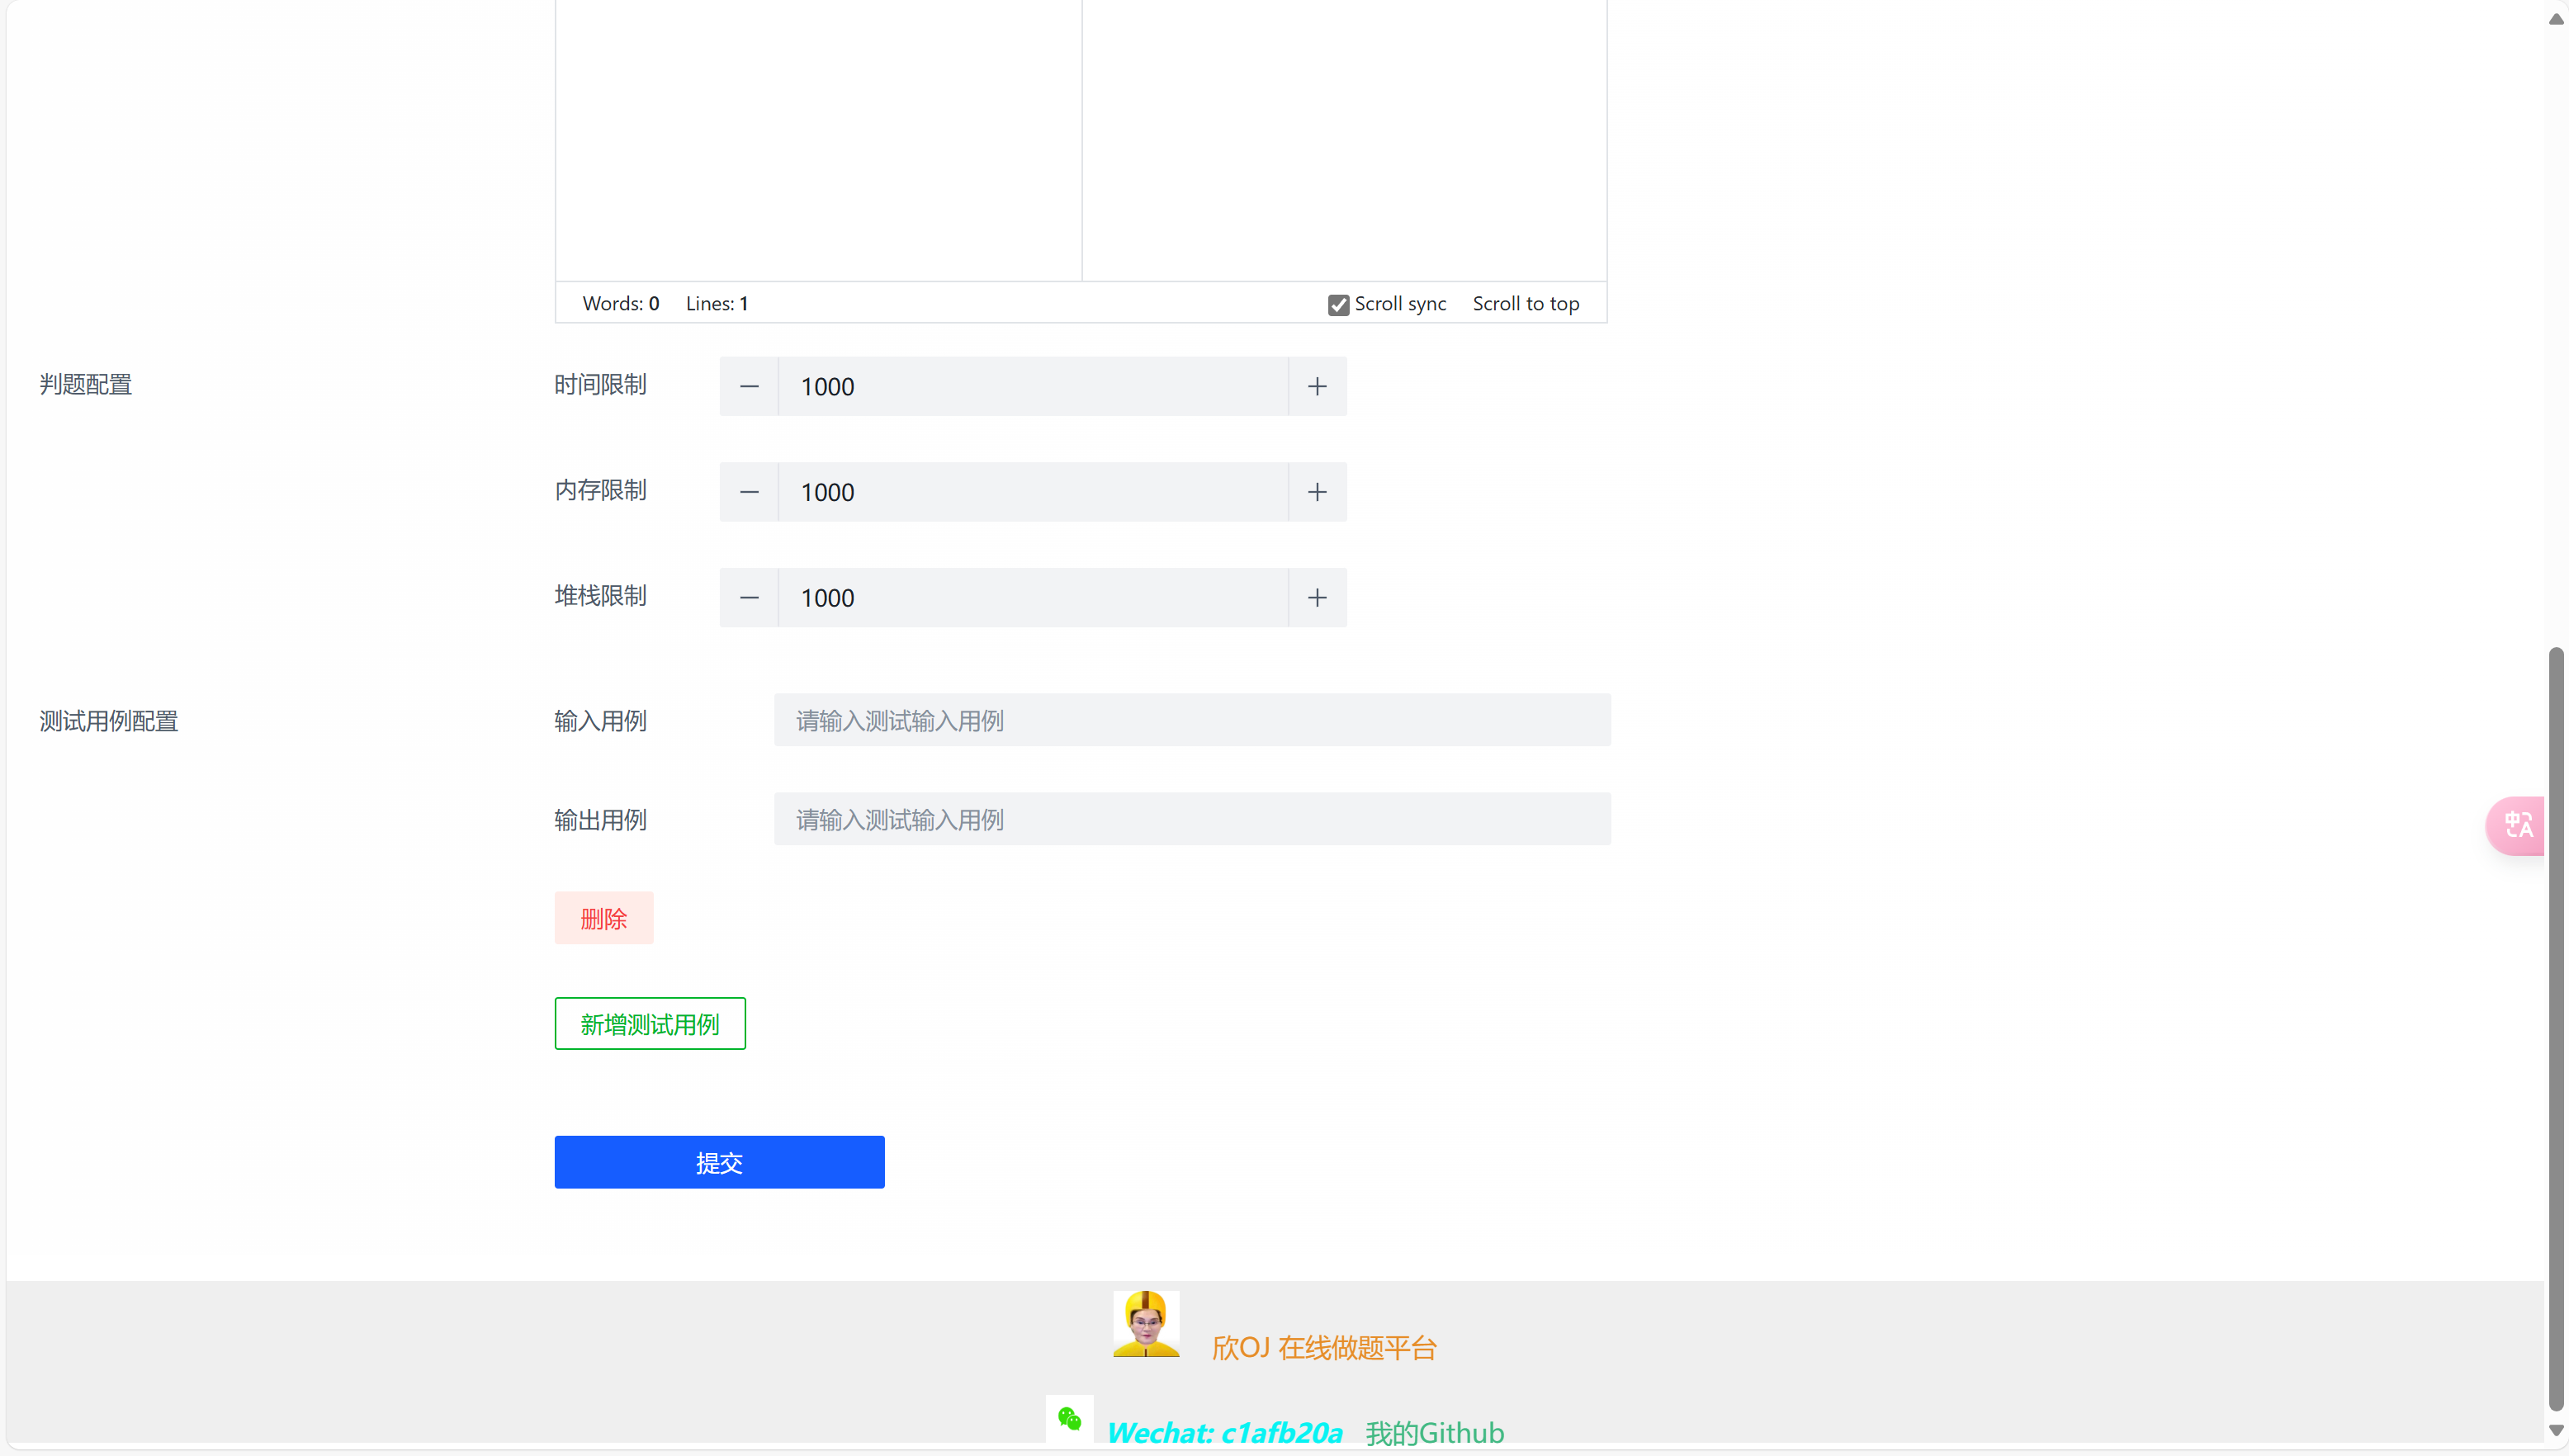 Words: 0 Lines: 1 Scroll sync Scroll to top
判题配置 时间限制 1000
内存限制 1000
堆栈限制 1000
测试用例配置 输入用例 请输入测试输入用例
输出用例 请输入测试输入用例
删除
新增测试用例
提交
欣OJ 在线做题平台
Wechat: c1afb20a 我的Github